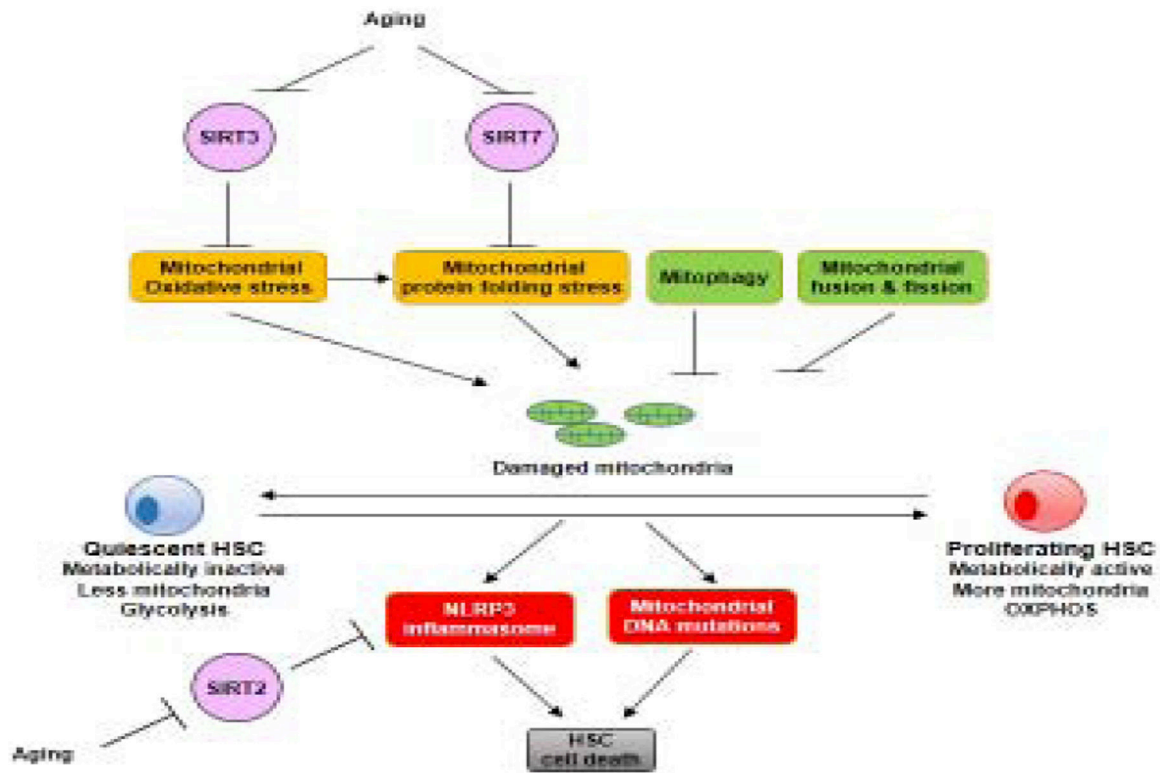 Aging
SIRT3
SIRT7
Mitochondrial
Oxidative stress
Mitochondrial
protein folding stress
Mitophagy
Mitochondrial
fusion & fission
Damaged mitochondria
Quiescent HSC
Metabolically inactive
Less mitochondria
Glycolysis
Proliferating HSC
Metabolically active
More mitochondria
OXPHOS
NLRP3
inflammasome
Mitochondrial
DNA mutations
SIRT2
Aging
HSC
cell death